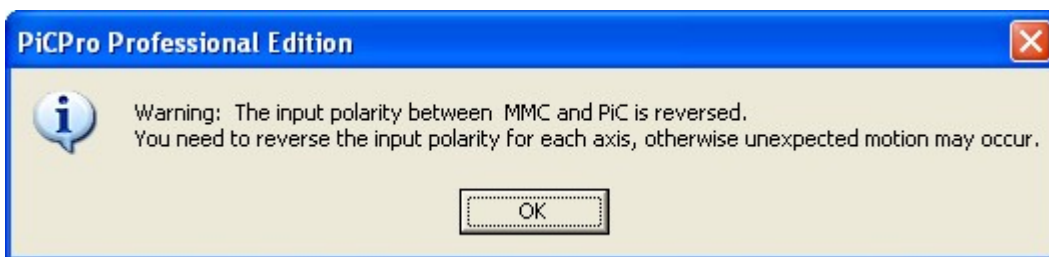 PiCPro Professional Edition
Warning: The input polarity between MMC and PiC is reversed.
You need to reverse the input polarity for each axis, otherwise unexpected motion may occur.
OK